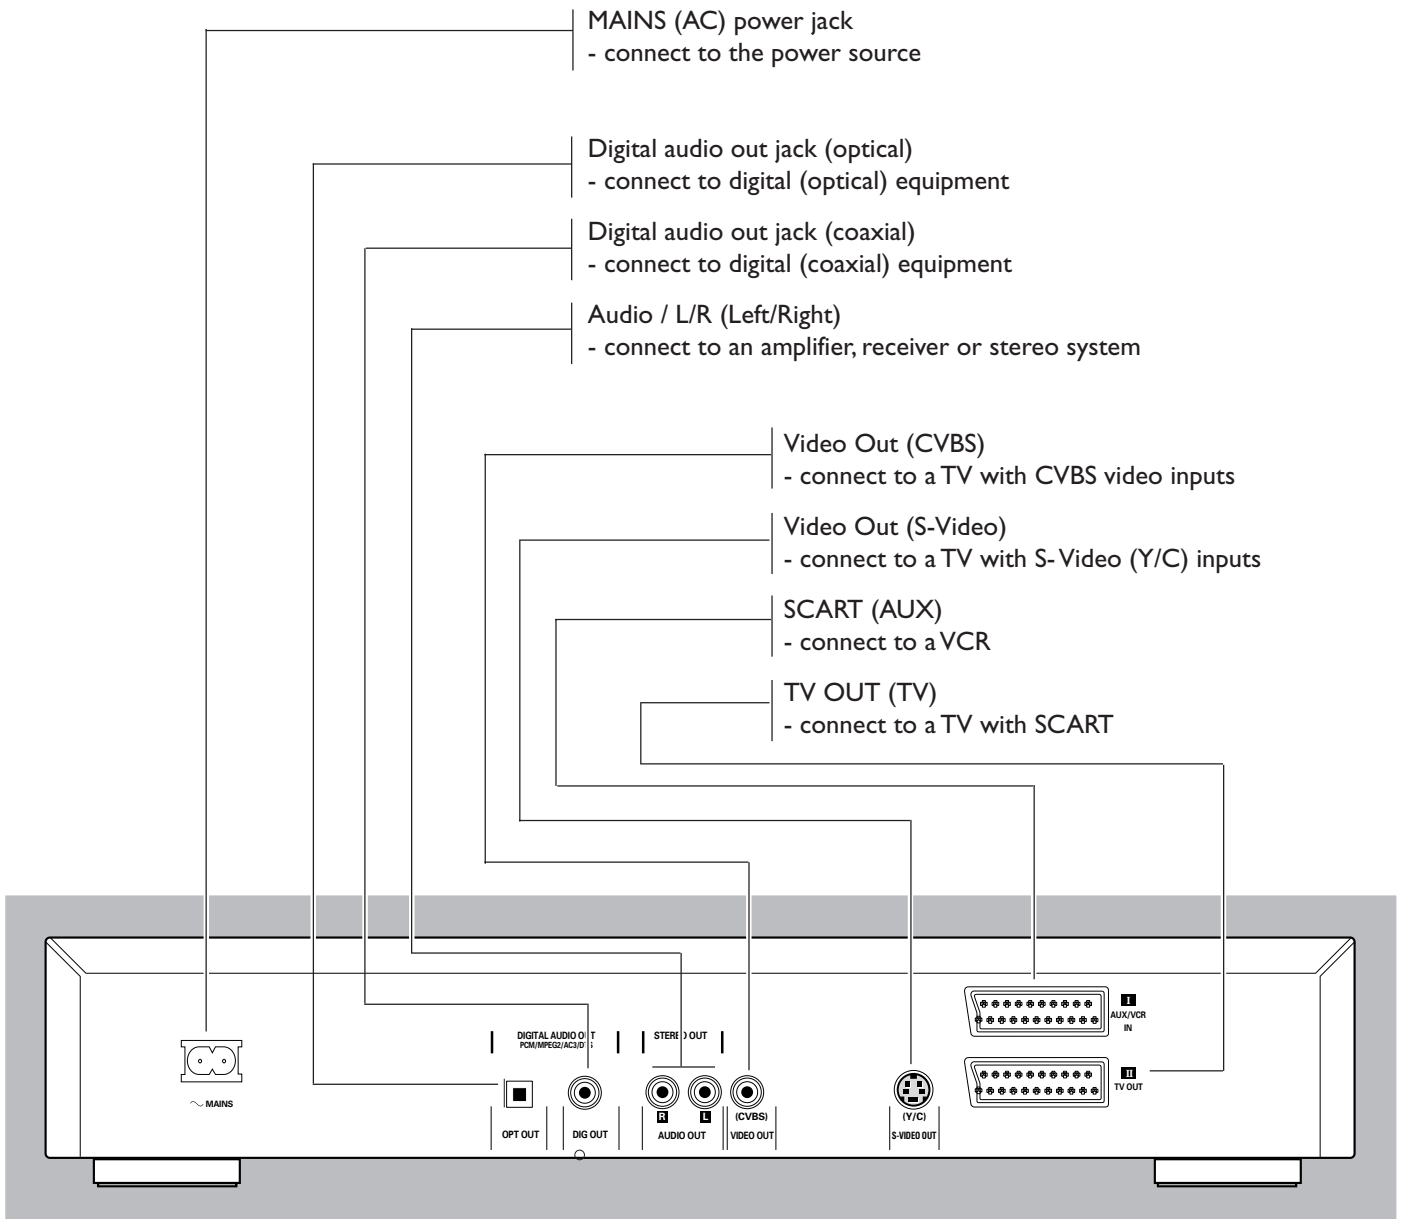 MAINS (AC) power jack
- connect to the power source
Digital audio out jack (optical)
- connect to digital (optical) equipment
Digital audio out jack (coaxial)
- connect to digital (coaxial) equipment
Audio / L/R (Left/Right)
- connect to an amplifier, receiver or stereo system
Video Out (CVBS)
- connect to a TV with CVBS video inputs
Video Out (S-Video)
- connect to a TV with S-Video (Y/C) inputs
SCART (AUX)
- connect to a VCR
TV OUT (TV)
- connect to a TV with SCART
I
AUX/VCR
IN
DIGITAL AUDIO OUT
PCM/MPEG2/AC3/DTS
STEREO OUT
II
TV OUT
~ MAINS
R L (CVBS) (Y/C)
OPT OUT DIG OUT AUDIO OUT VIDEO OUT S-VIDEO OUT